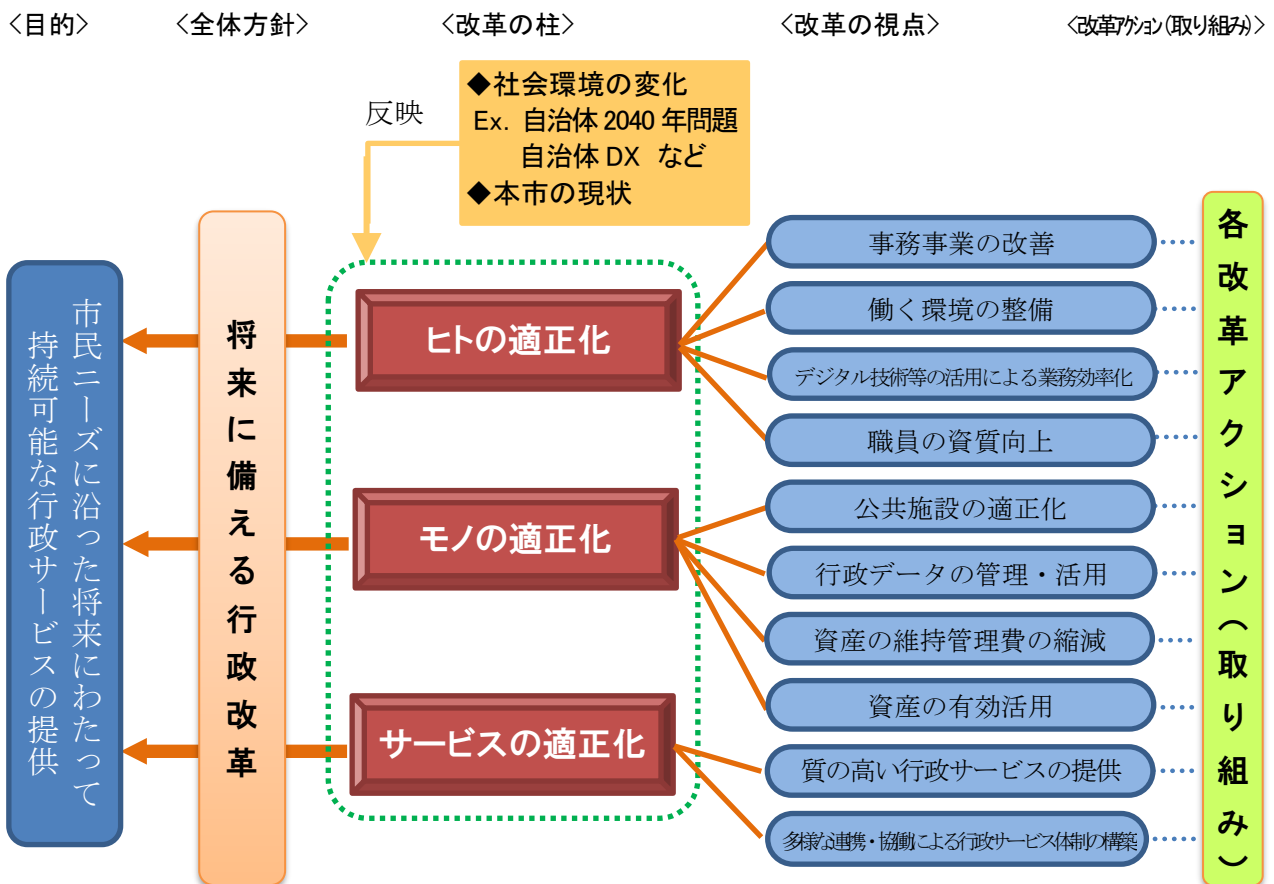 <目的> <全体方針> <改革の柱> <改革の視点> <改革アクション(取り組み)>
反映
◆社会環境の変化
Ex. 自治体 2040 年問題
自治体 DX など
◆本市の現状
市民ニーズに沿った将来にわたって
持続可能な行政サービスの提供
将来に備える行政改革
ヒトの適正化
モノの適正化
サービスの適正化
事務事業の改善
働く環境の整備
デジタル技術等の活用による業務効率化
職員の資質向上
公共施設の適正化
行政データの管理・活用
資産の維持管理費の縮減
資産の有効活用
質の高い行政サービスの提供
多様な連携・協働による行政サービス体制の構築
各改革アクション(取り組み)